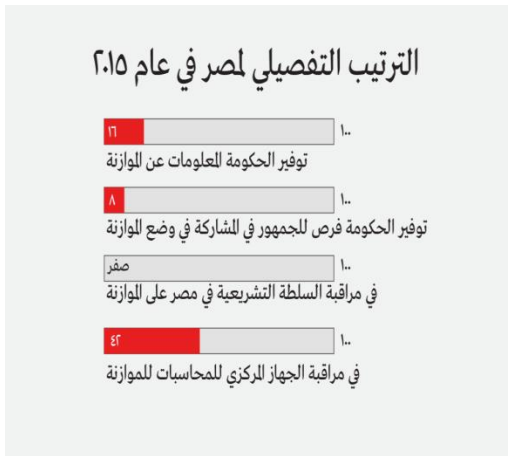 الترتيب التفصيلي لمصر في عام ٢٠١٥
١٠٠
١٦
توفير الحكومة المعلومات عن الموازنة
١٠٠
٨
توفير الحكومة فرص للجمهور في المشاركة في وضع الموازنة
١٠٠
صفر
في مراقبة السلطة التشريعية في مصر على الموازنة
١٠٠
٤٢
في مراقبة الجهاز المركزي للمحاسبات للموازنة